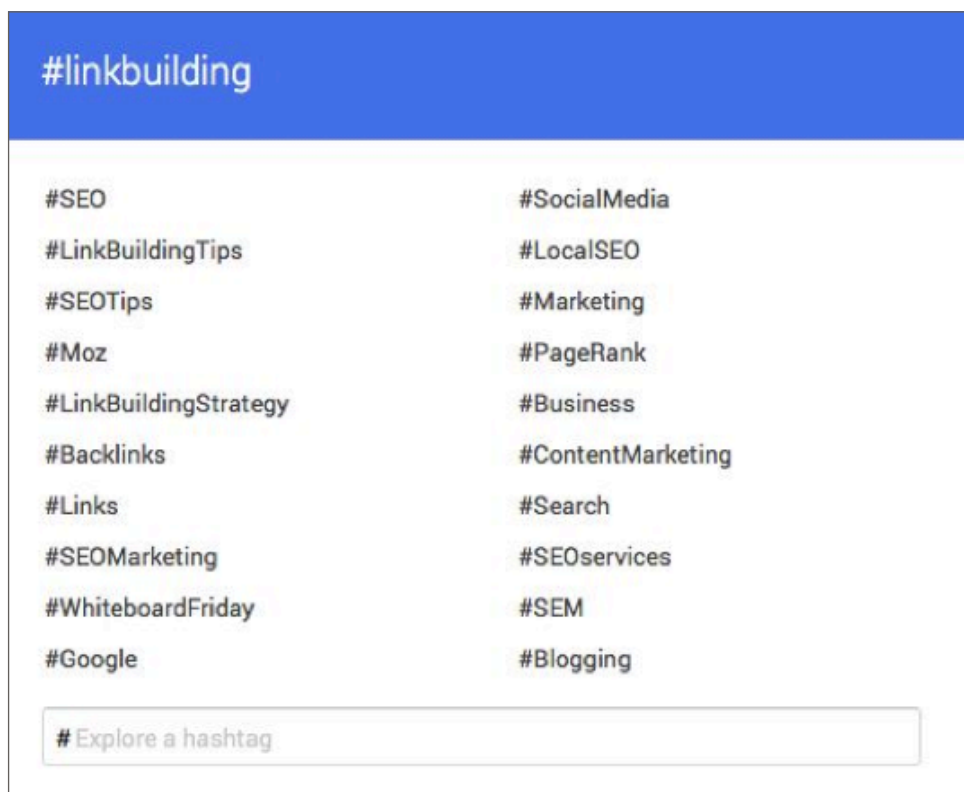 #linkbuilding
#SEO
#LinkBuildingTips
#SEOTips
#Moz
#LinkBuildingStrategy
#Backlinks
#Links
#SEOMarketing
#WhiteboardFriday
#Google
#SocialMedia
#LocalSEO
#Marketing
#PageRank
#Business
#ContentMarketing
#Search
#SEOservices
#SEM
#Blogging
# Explore a hashtag